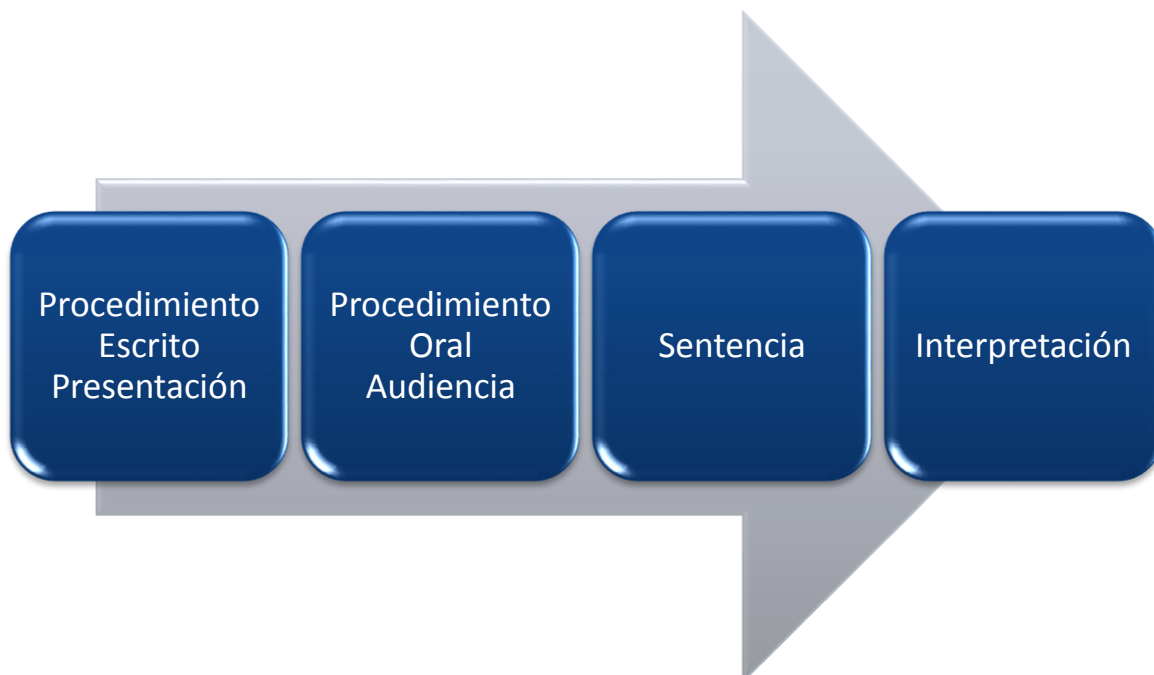 Procedimiento
Escrito
Presentación
Procedimiento
Oral
Audiencia
Sentencia
Interpretación